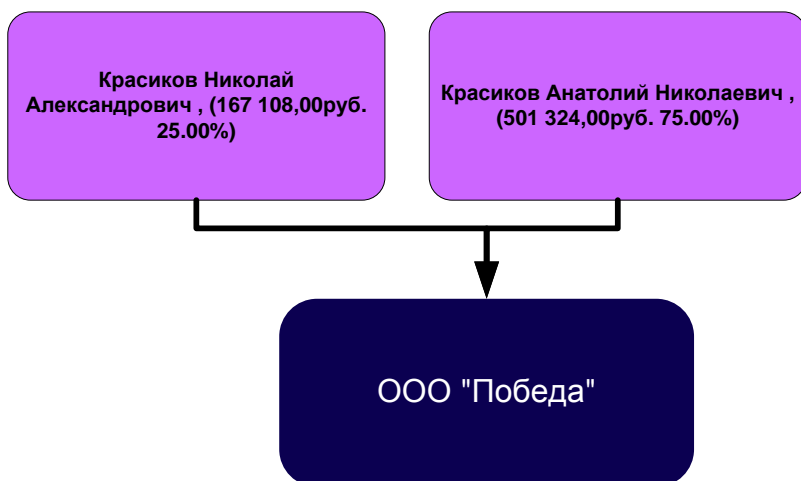 Красиков Николай
Александрович , (167 108,00руб.
25.00%)
Красиков Анатолий Николаевич ,
(501 324,00руб. 75.00%)
ООО "Победа"